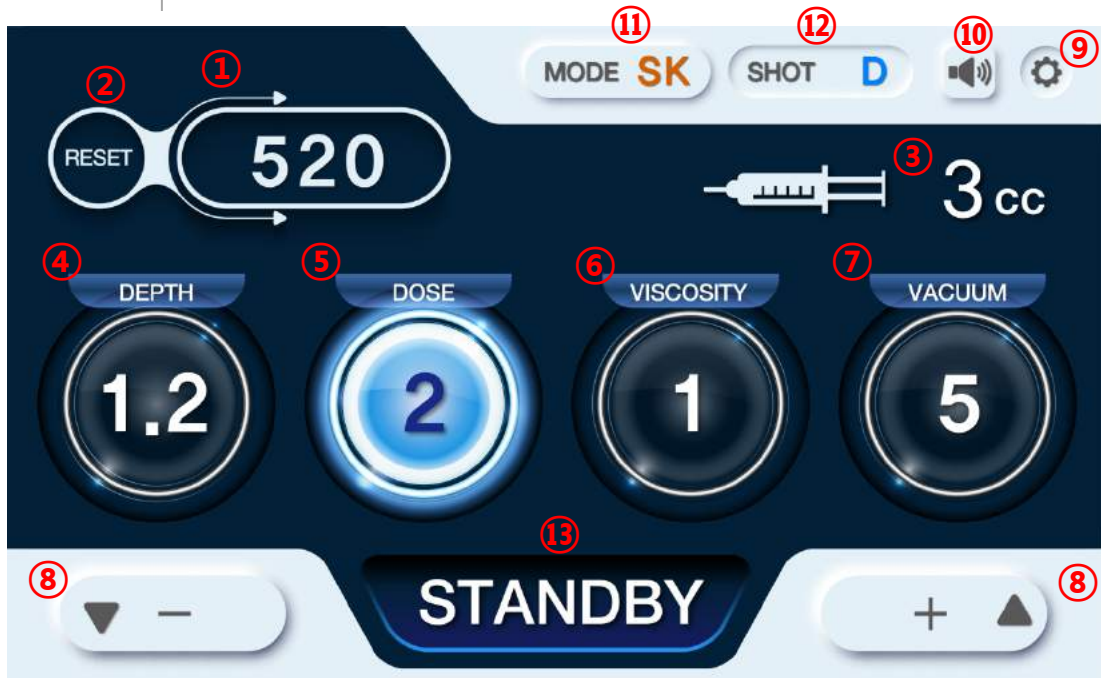 ⑪ ⑫ ⑩ ⑨
MODE SK SHOT D
② ①
RESET 520
③ 3 cc
④ ⑤ ⑥ ⑦
DEPTH DOSE VISCOSITY VACUUM
1.2 2 1 5
⑬
⑧ ⑧
▼ − STANDBY + ▲